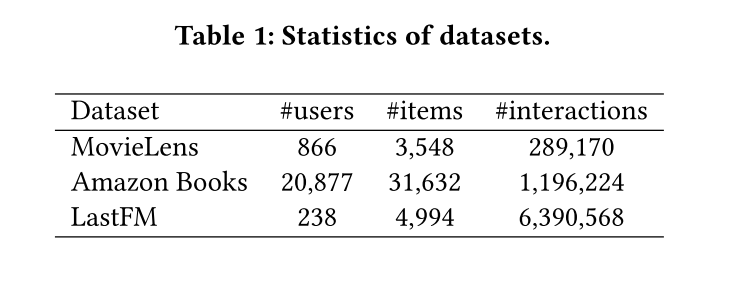 Table 1: Statistics of datasets.
Dataset #users #items #interactions
MovieLens 866 3,548 289,170
Amazon Books 20,877 31,632 1,196,224
LastFM 238 4,994 6,390,568